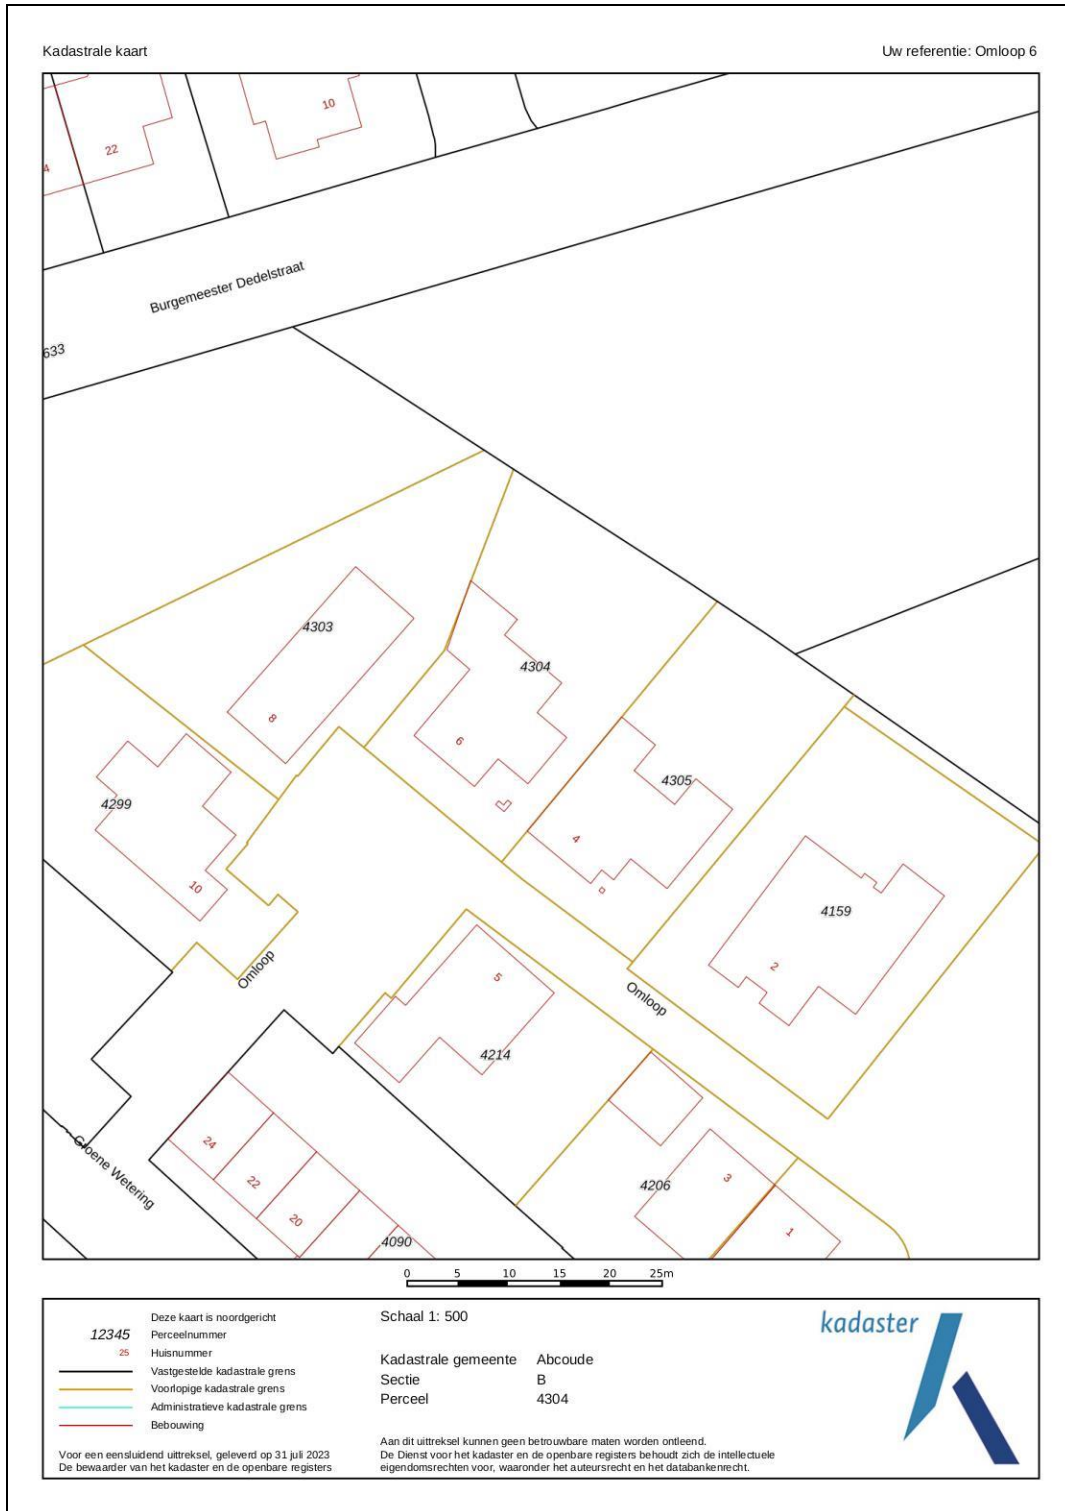 Kadastrale kaart
Uw referentie: Omloop 6
10
22
4
Burgemeester Dedelstraat
633
4303
8
4304
6
4305
4
4299
10
4159
2
Omloop
Omloop
5
4214
24
22
20
Groene Wetering
4206
3
1
4090
0 5 10 15 20 25m
Deze kaart is noordgericht
12345 Perceelnummer
25 Huisnummer
Vastgestelde kadastrale grens
Voorlopige kadastrale grens
Administratieve kadastrale grens
Bebouwing
Voor een eensluidend uittreksel, geleverd op 31 juli 2023
De bewaarder van het kadaster en de openbare registers
Schaal 1: 500
Kadastrale gemeente Abcoude
Sectie B
Perceel 4304
Aan dit uittreksel kunnen geen betrouwbare maten worden ontleend.
De Dienst voor het kadaster en de openbare registers behoudt zich de intellectuele
eigendomsrechten voor, waaronder het auteursrecht en het databankenrecht.
kadaster